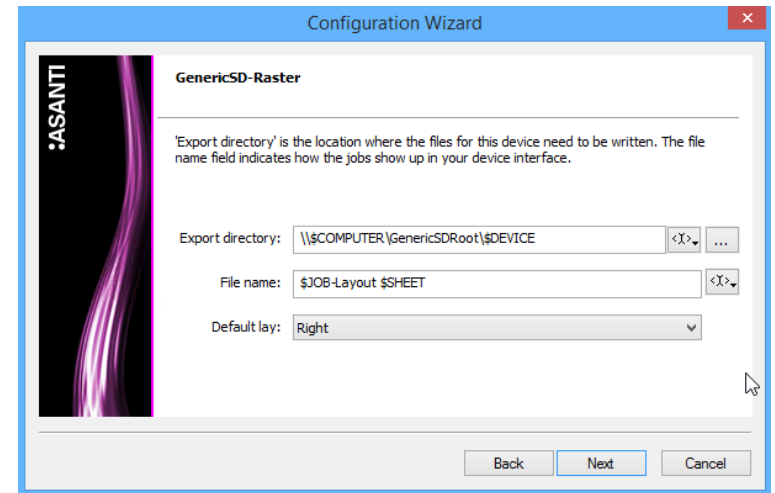 Configuration Wizard
:ASANTI
GenericSD-Raster
'Export directory' is the location where the files for this device need to be written. The file
name field indicates how the jobs show up in your device interface.
Export directory: \\$COMPUTER\GenericSDRoot\$DEVICE ...
File name: $JOB-Layout $SHEET
Default lay: Right
Back Next Cancel